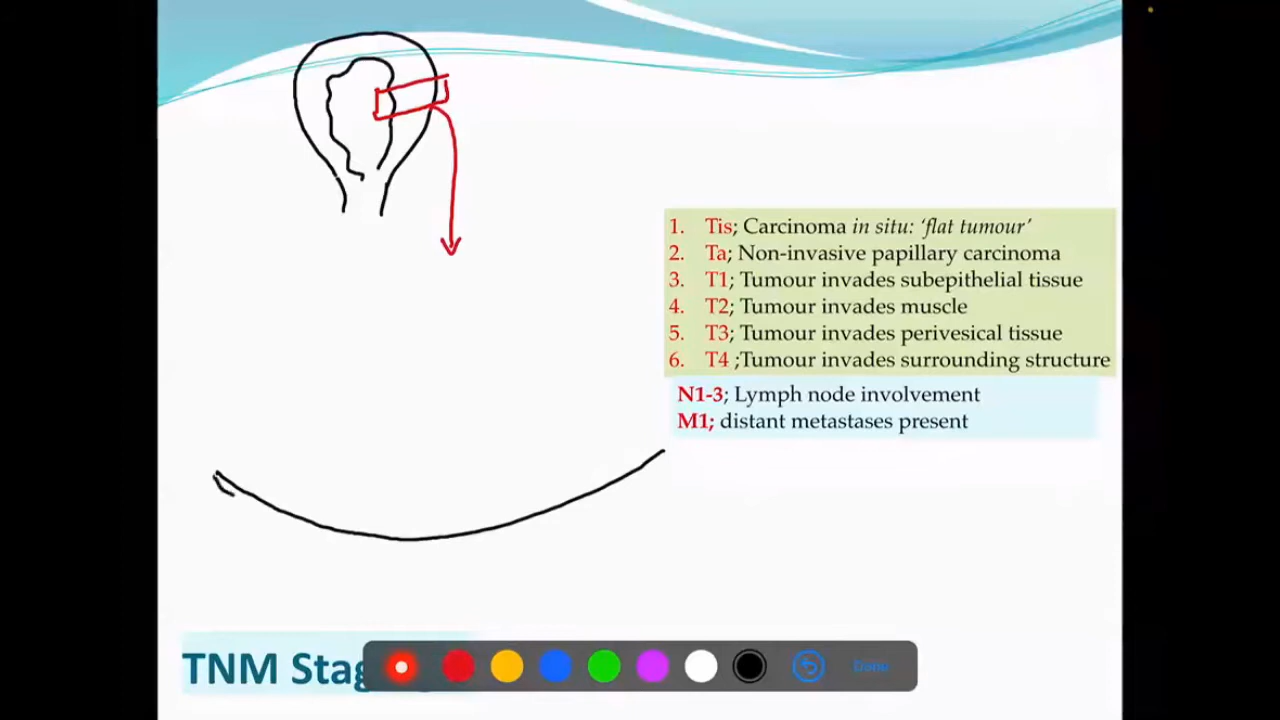 1. Tis; Carcinoma in situ: ‘flat tumour’
2. Ta; Non-invasive papillary carcinoma
3. T1; Tumour invades subepithelial tissue
4. T2; Tumour invades muscle
5. T3; Tumour invades perivesical tissue
6. T4 ;Tumour invades surrounding structure
N1-3; Lymph node involvement
M1; distant metastases present
TNM
Done